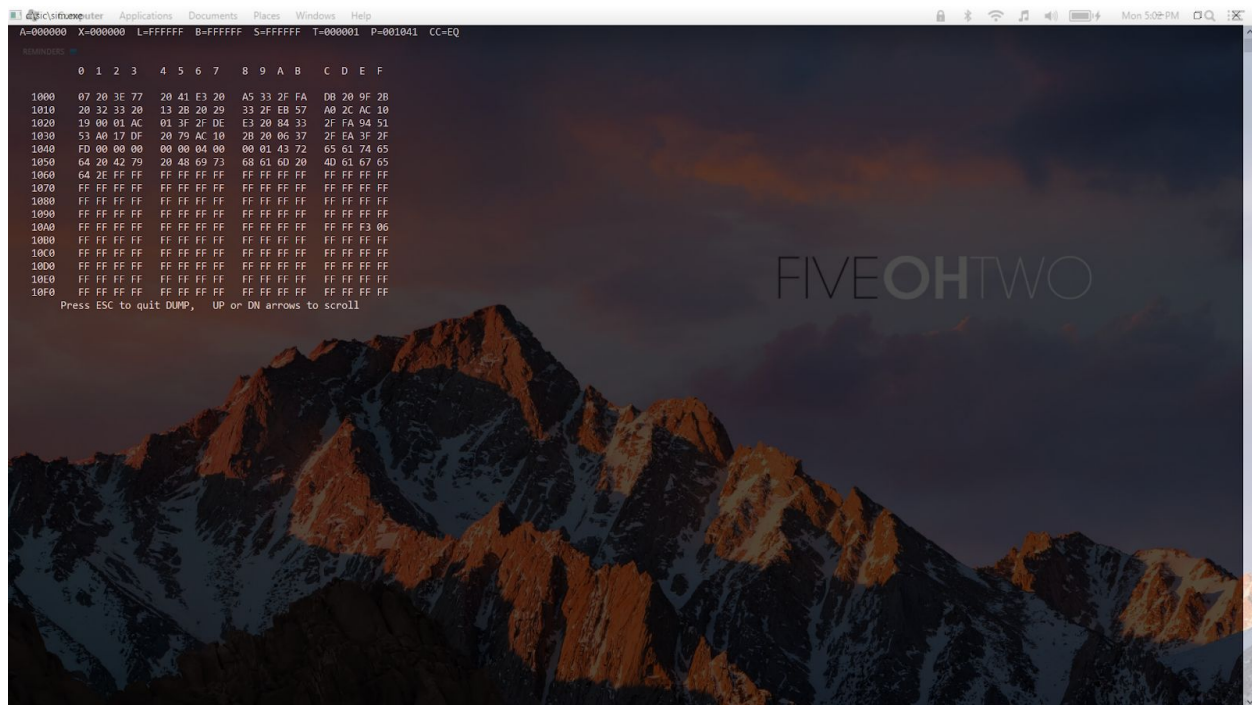 Applications Documents Places Windows Help Mon 5:02 PM
A=000000 X=000000 L=FFFFFF B=FFFFFF S=FFFFFF T=000001 P=001041 CC=EQ
REMINDERS
0 1 2 3 4 5 6 7 8 9 A B C D E F
1000 07 20 3E 77 20 41 E3 20 A5 33 2F FA DB 20 9F 2B
1010 20 32 33 20 13 2B 20 29 33 2F EB 57 A0 2C AC 10
1020 19 00 01 AC 01 3F 2F DE E3 20 84 33 2F FA 94 51
1030 53 A0 17 DF 20 79 AC 10 2B 20 06 37 2F EA 3F 2F
1040 FD 00 00 00 00 00 04 00 00 01 43 72 65 61 74 65
1050 64 20 42 79 20 48 69 73 68 61 6D 20 4D 61 67 65
1060 64 2E FF FF FF FF FF FF FF FF FF FF FF FF FF FF
1070 FF FF FF FF FF FF FF FF FF FF FF FF FF FF FF FF
1080 FF FF FF FF FF FF FF FF FF FF FF FF FF FF FF FF
1090 FF FF FF FF FF FF FF FF FF FF FF FF FF FF FF FF
10A0 FF FF FF FF FF FF FF FF FF FF FF FF FF FF F3 06
10B0 FF FF FF FF FF FF FF FF FF FF FF FF FF FF FF FF
10C0 FF FF FF FF FF FF FF FF FF FF FF FF FF FF FF FF
10D0 FF FF FF FF FF FF FF FF FF FF FF FF FF FF FF FF
10E0 FF FF FF FF FF FF FF FF FF FF FF FF FF FF FF FF
10F0 FF FF FF FF FF FF FF FF FF FF FF FF FF FF FF FF
Press ESC to quit DUMP, UP or DN arrows to scroll
FIVEOHTWO